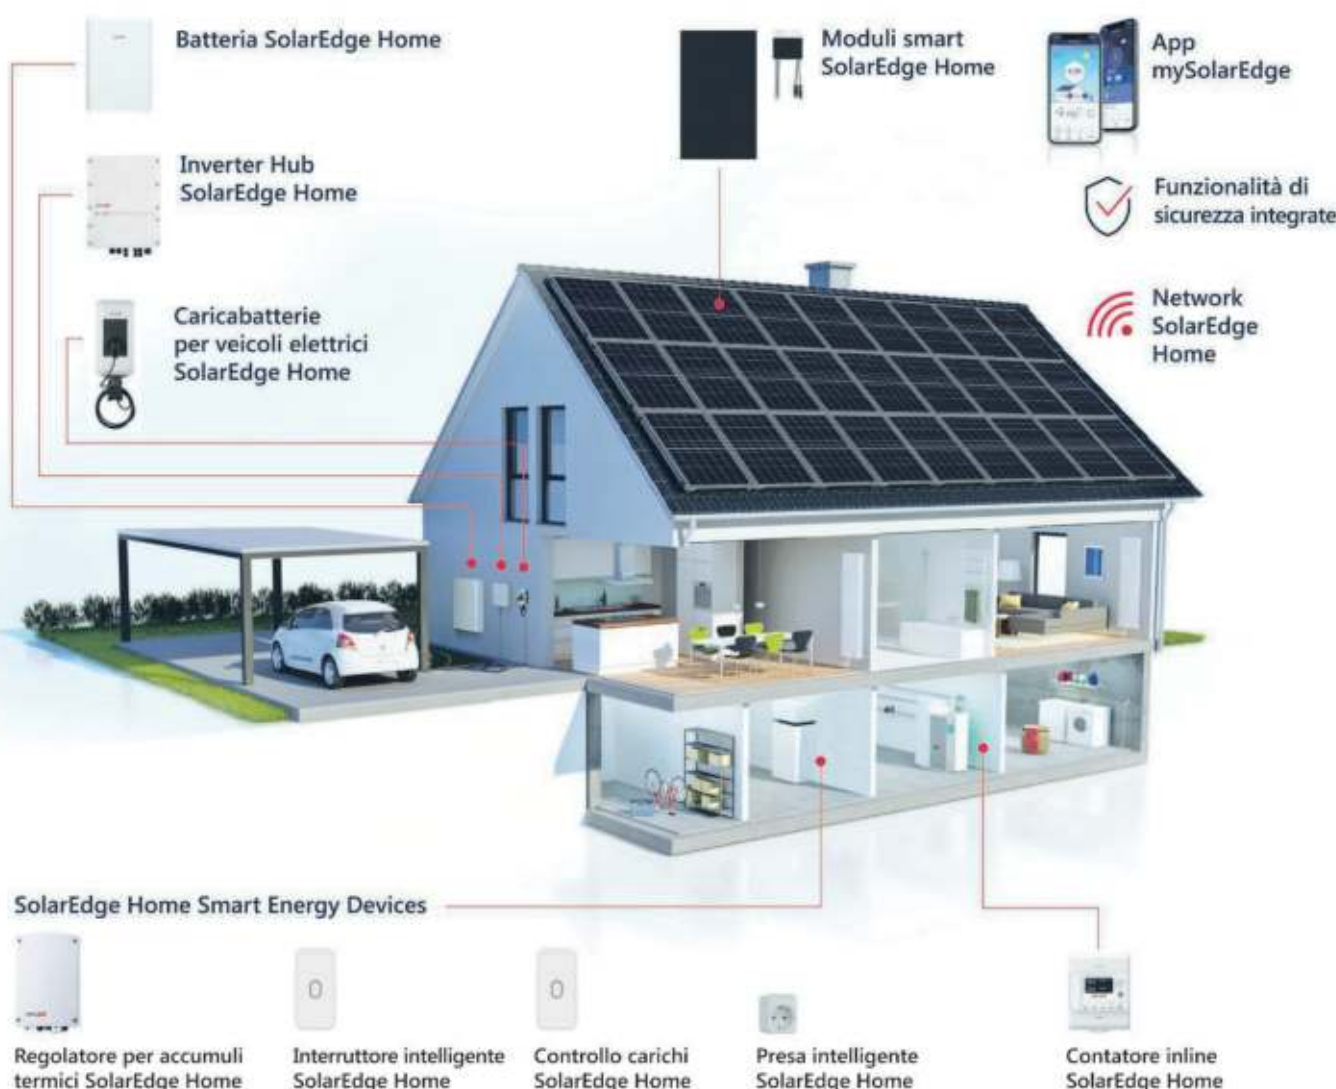 Batteria SolarEdge Home
Inverter Hub
SolarEdge Home
Caricabatterie
per veicoli elettrici
SolarEdge Home
Moduli smart
SolarEdge Home
App
mySolarEdge
Funzionalità di
sicurezza integrate
Network
SolarEdge
Home
SolarEdge Home Smart Energy Devices
Regolatore per accumuli
termici SolarEdge Home
Interruttore intelligente
SolarEdge Home
Controllo carichi
SolarEdge Home
Presa intelligente
SolarEdge Home
Contatore inline
SolarEdge Home